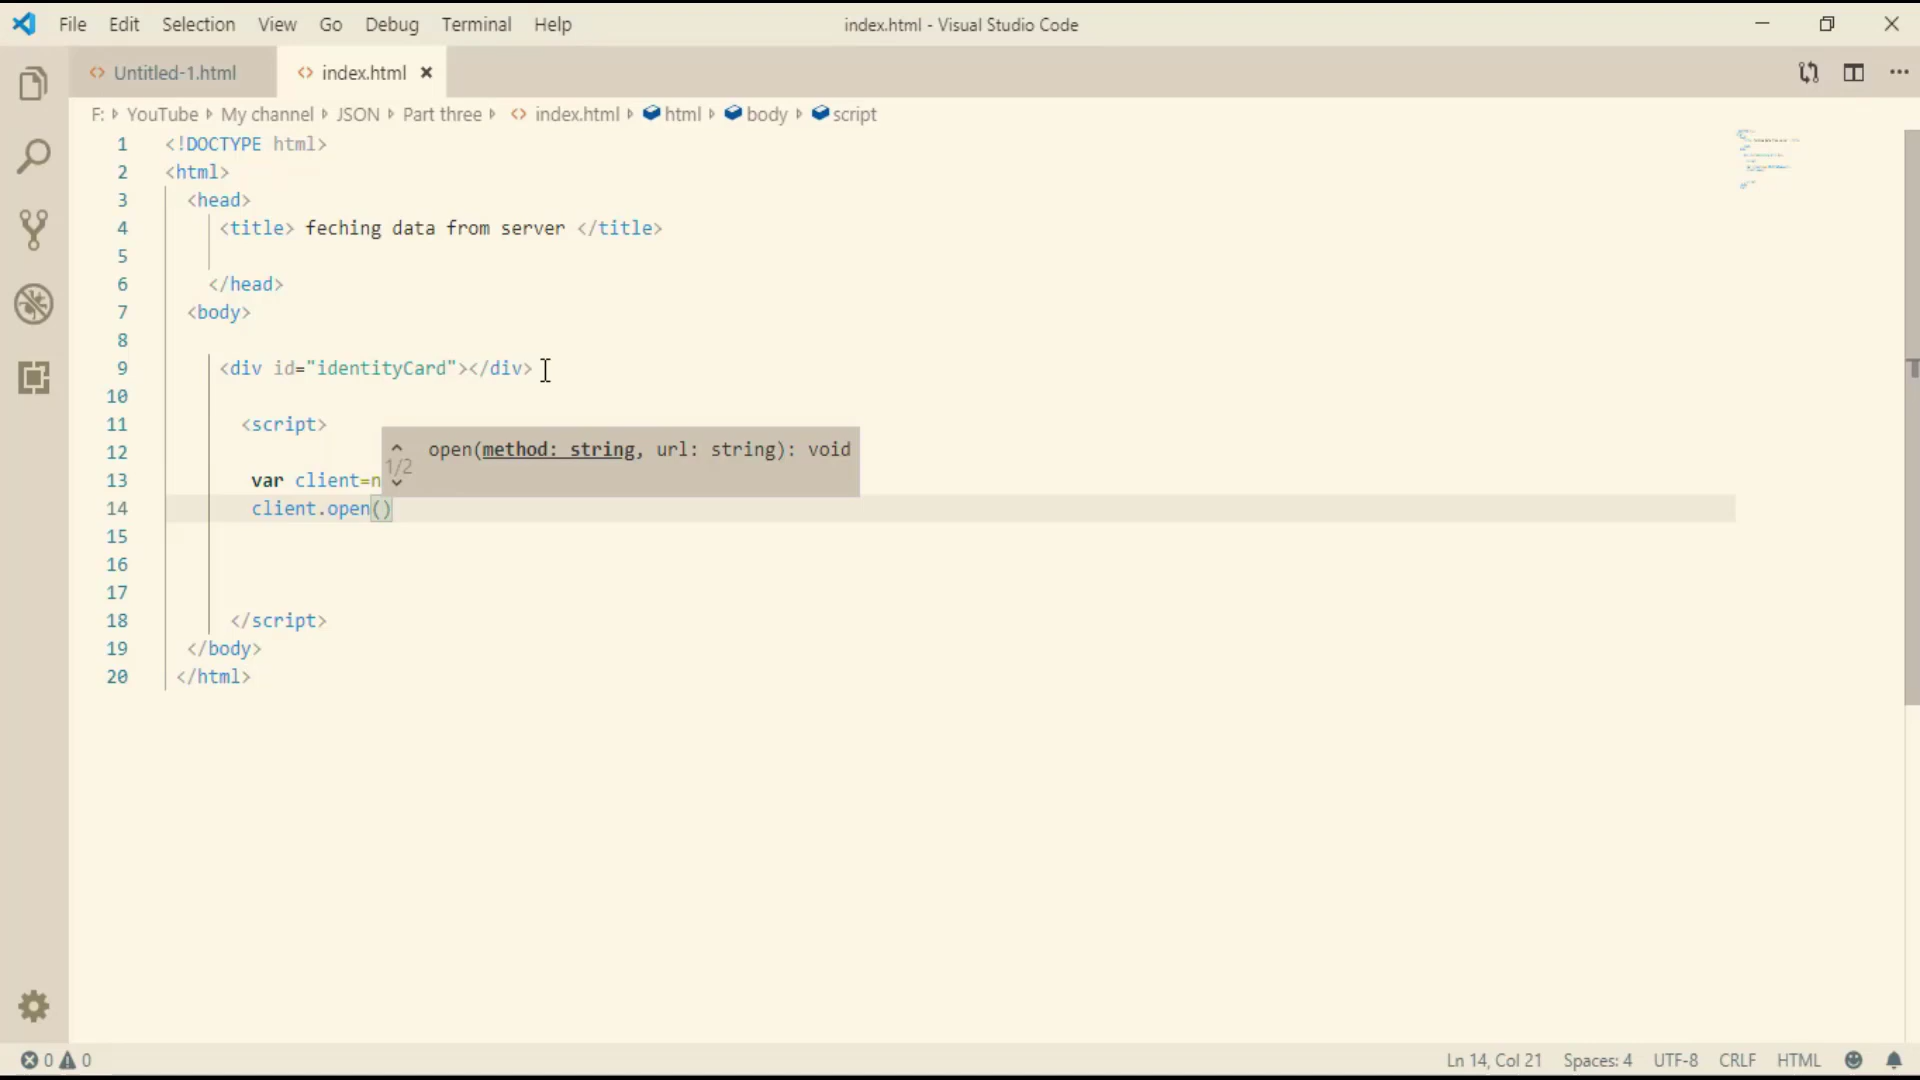 File Edit Selection View Go Debug Terminal Help index.html - Visual Studio Code
Untitled-1.html index.html
F: YouTube My channel JSON Part three index.html html body script
1 <!DOCTYPE html>
2 <html>
3 <head>
4 <title> feching data from server </title>
5
6 </head>
7 <body>
8
9 <div id="identityCard"></div>
10
11 <script>
12
open(method: string, url: string): void
1/2
13 var client=n
14 client.open()
15
16
17
18 </script>
19 </body>
20 </html>
0 0 Ln 14, Col 21 Spaces: 4 UTF-8 CRLF HTML